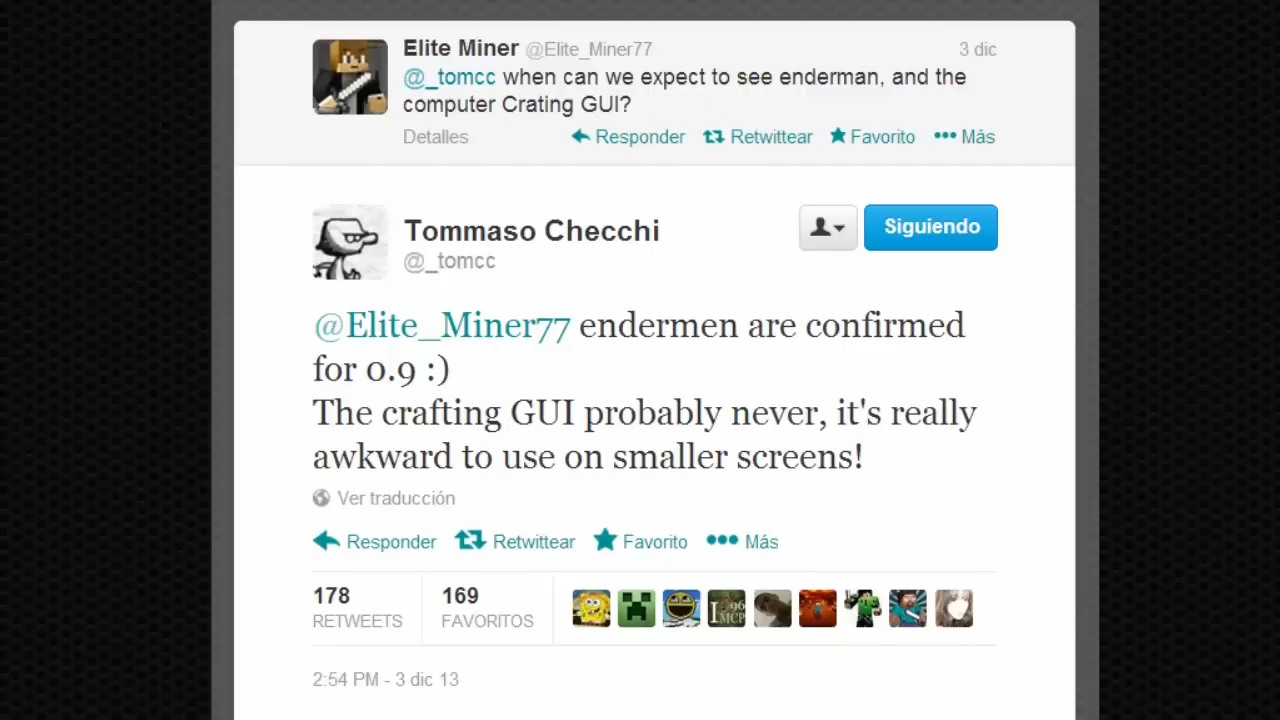 Elite Miner @Elite_Miner77 3 dic
@_tomcc when can we expect to see enderman, and the
computer Crating GUI?
Detalles Responder Retwittear Favorito Más
Tommaso Checchi
Siguiendo
@_tomcc
@Elite_Miner77 endermen are confirmed
for 0.9 :)
The crafting GUI probably never, it's really
awkward to use on smaller screens!
Ver traducción
Responder Retwittear Favorito Más
178 169
RETWEETS FAVORITOS
I 96
MCP
2:54 PM - 3 dic 13